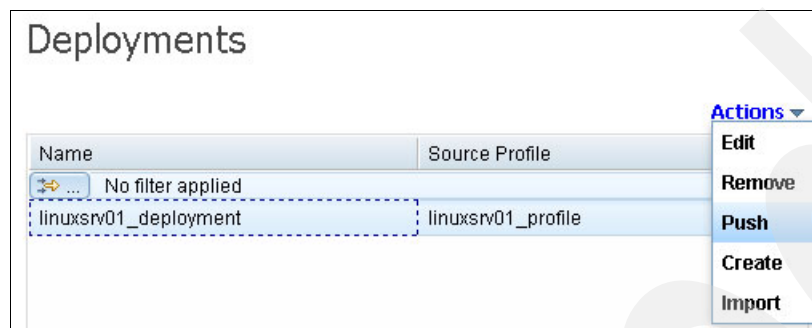 Deployments
Actions
Name Source Profile
... No filter applied
linuxsrv01_deployment linuxsrv01_profile
Edit
Remove
Push
Create
Import